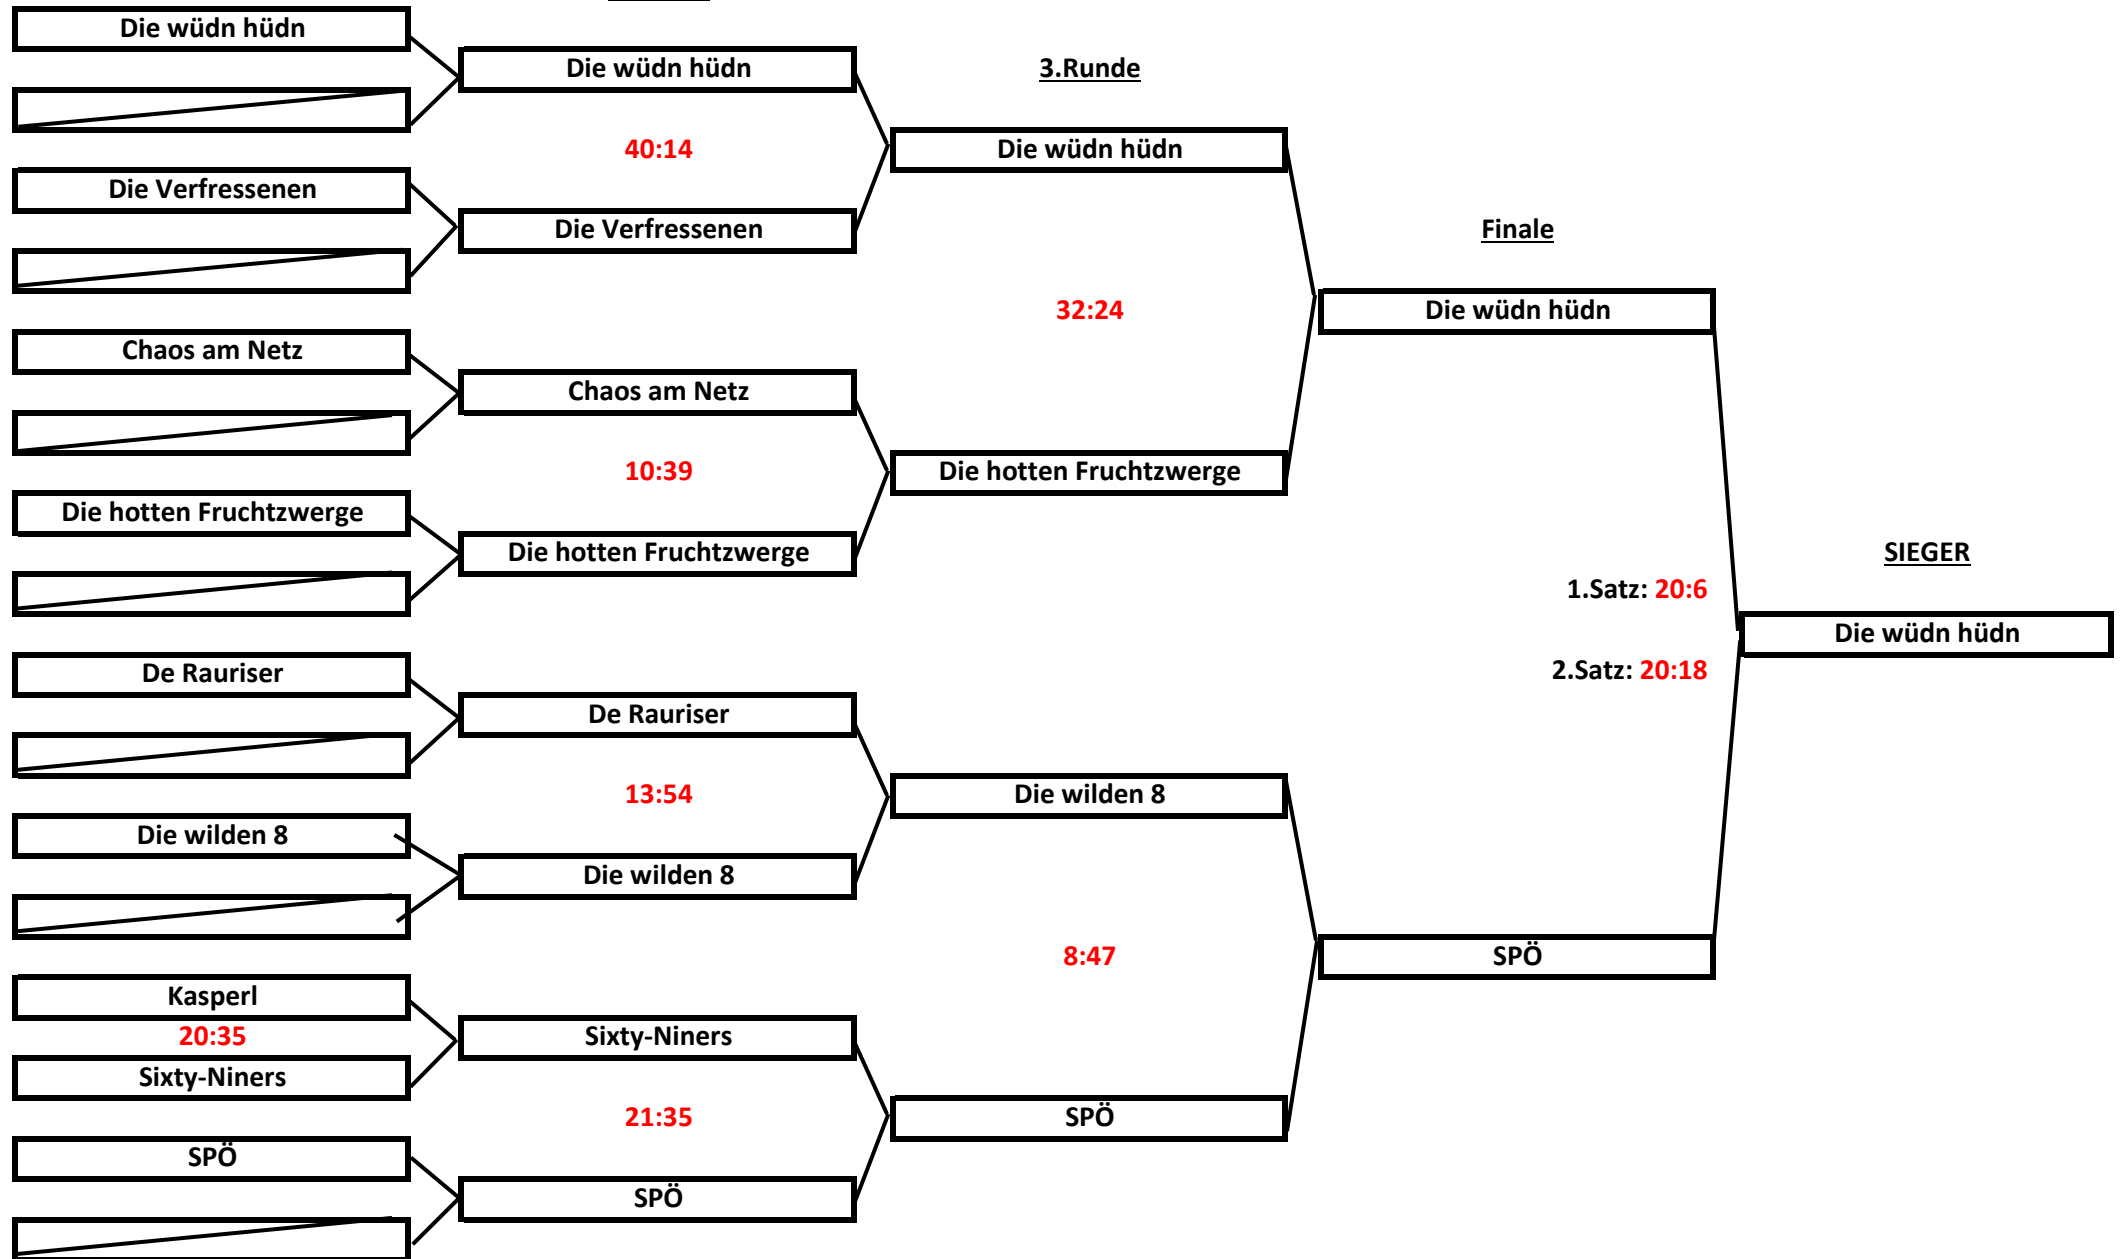 Die wüdn hüdn
Die Verfressenen
Chaos am Netz
Die hotten Fruchtzwerge
De Rauriser
Die wilden 8
Kasperl
20:35
Sixty-Niners
SPÖ
Die wüdn hüdn
40:14
Die Verfressenen
Chaos am Netz
10:39
Die hotten Fruchtzwerge
De Rauriser
13:54
Die wilden 8
Sixty-Niners
21:35
SPÖ
3.Runde
Die wüdn hüdn
32:24
Die hotten Fruchtzwerge
Die wilden 8
8:47
SPÖ
Finale
Die wüdn hüdn
1.Satz: 20:6
2.Satz: 20:18
SPÖ
SIEGER
Die wüdn hüdn